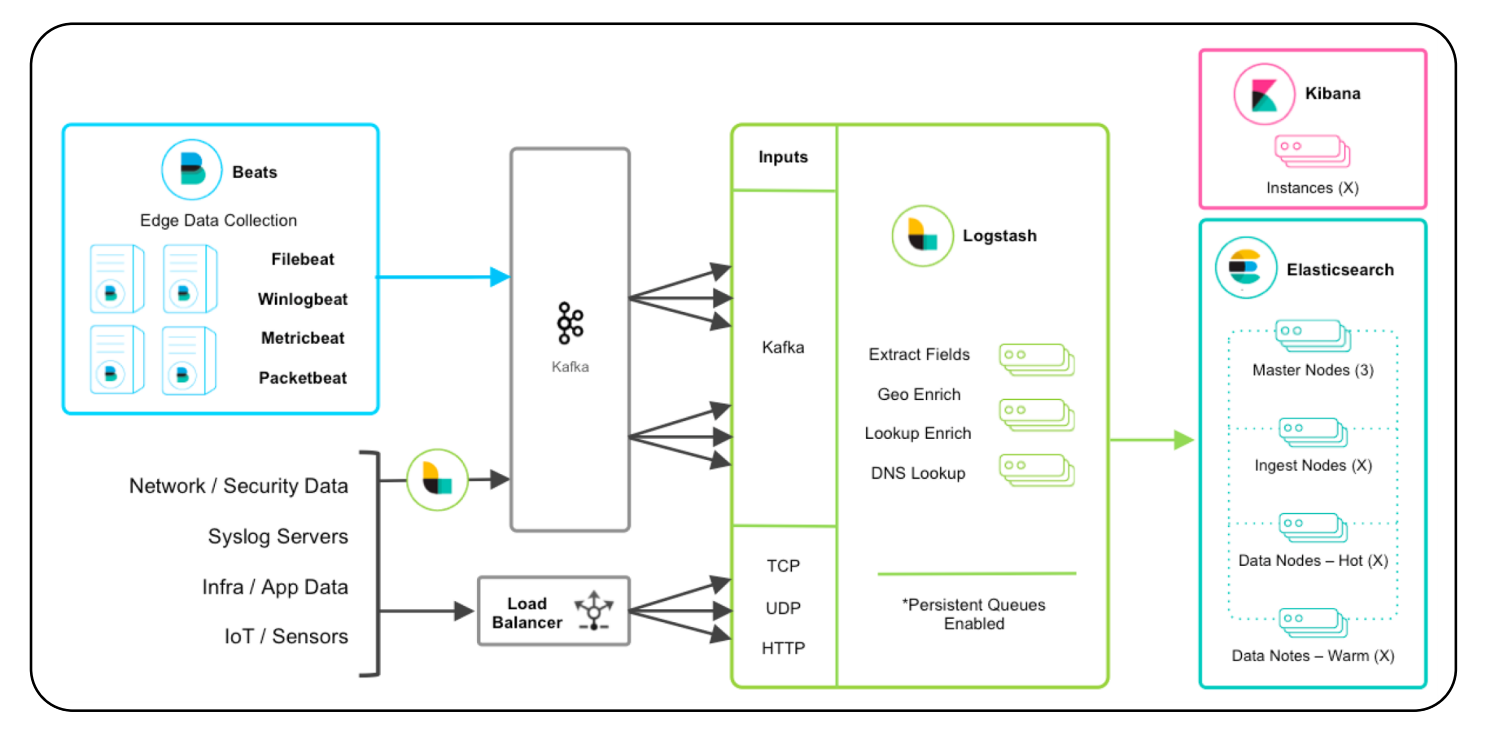 Beats
Edge Data Collection
Filebeat
Winlogbeat
Metricbeat
Packetbeat
Network / Security Data
Syslog Servers
Infra / App Data
IoT / Sensors
Kafka
Load
Balancer
Inputs
Kafka
TCP
UDP
HTTP
Logstash
Extract Fields
Geo Enrich
Lookup Enrich
DNS Lookup
*Persistent Queues
Enabled
Kibana
Instances (X)
Elasticsearch
Master Nodes (3)
Ingest Nodes (X)
Data Nodes – Hot (X)
Data Notes – Warm (X)